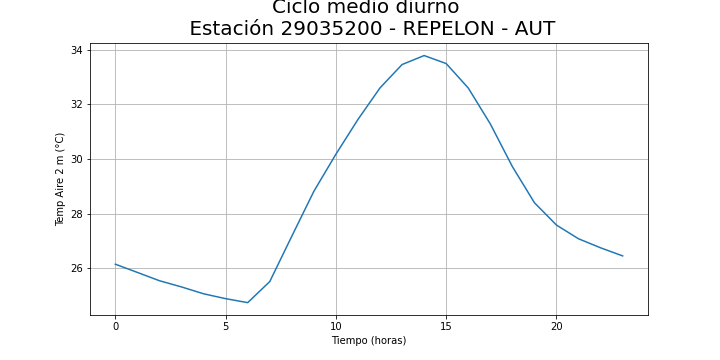 Ciclo medio diurno
Estación 29035200 - REPELON - AUT
34
32
30
28
26
Temp Aire 2 m (°C)
0
5
10
15
20
Tiempo (horas)